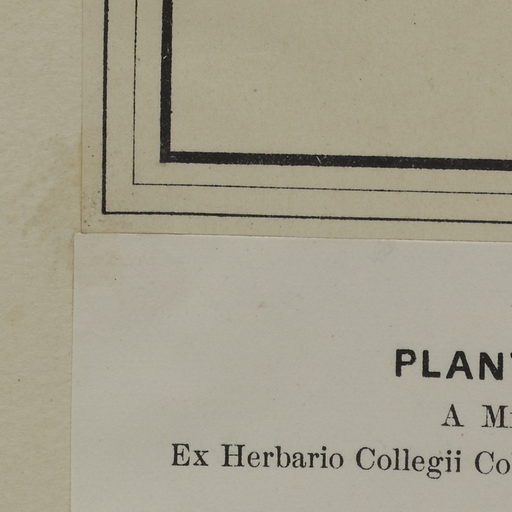 PLAN
A M
Ex Herbario Collegii Co